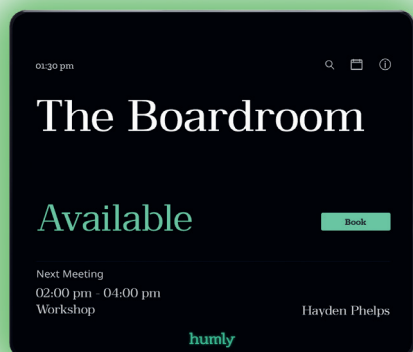 01:30 pm
The Boardroom
Available
Book
Next Meeting
02:00 pm - 04:00 pm
Workshop
Hayden Phelps
humly